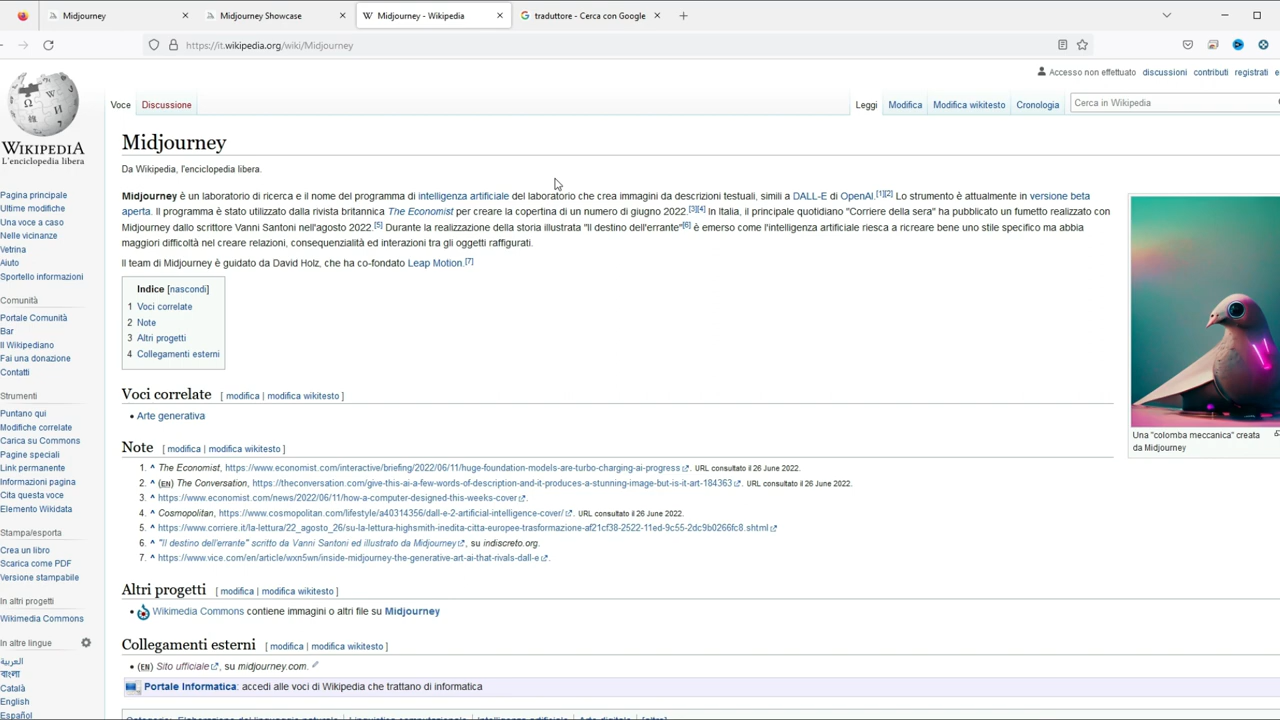 Midjourney
Midjourney Showcase
Midjourney - Wikipedia
traduttore - Cerca con Google
https://it.wikipedia.org/wiki/Midjourney
Accesso non effettuato discussioni contributi registrati
Voce Discussione Leggi Modifica Modifica wikitesto Cronologia Cerca in Wikipedia
WIKIPEDIA
L'enciclopedia libera
Pagina principale
Ultime modifiche
Una voce a caso
Nelle vicinanze
Vetrina
Aiuto
Sportello informazioni
Comunità
Portale Comunità
Bar
Il Wikipediano
Fai una donazione
Contatti
Strumenti
Puntano qui
Modifiche correlate
Carica su Commons
Pagine speciali
Link permanente
Informazioni pagina
Cita questa voce
Elemento Wikidata
Stampa/esporta
Crea un libro
Scarica come PDF
Versione stampabile
In altri progetti
Wikimedia Commons
In altre lingue
العربية
বাংলা
Català
English
Español
Midjourney
Da Wikipedia, l'enciclopedia libera.
Midjourney è un laboratorio di ricerca e il nome del programma di intelligenza artificiale del laboratorio che crea immagini da descrizioni testuali, simili a DALL-E di OpenAI.[1][2] Lo strumento è attualmente in versione beta
aperta. Il programma è stato utilizzato dalla rivista britannica The Economist per creare la copertina di un numero di giugno 2022.[3][4] In Italia, il principale quotidiano "Corriere della sera" ha pubblicato un fumetto realizzato con
Midjourney dallo scrittore Vanni Santoni nell'agosto 2022.[5] Durante la realizzazione della storia illustrata "Il destino dell'errante"[6] è emerso come l'intelligenza artificiale riesca a ricreare bene uno stile specifico ma abbia
maggiori difficoltà nel creare relazioni, consequenzialità ed interazioni tra gli oggetti raffigurati.
Il team di Midjourney è guidato da David Holz, che ha co-fondato Leap Motion.[7]
Indice [nascondi]
1 Voci correlate
2 Note
3 Altri progetti
4 Collegamenti esterni
Una "colomba meccanica" creata
da Midjourney
Voci correlate [ modifica | modifica wikitesto ]
• Arte generativa
Note [ modifica | modifica wikitesto ]
1. ^ The Economist, https://www.economist.com/interactive/briefing/2022/06/11/huge-foundation-models-are-turbo-charging-ai-progress. URL consultato il 26 June 2022.
2. ^ (EN) The Conversation, https://theconversation.com/give-this-ai-a-few-words-of-description-and-it-produces-a-stunning-image-but-is-it-art-184363. URL consultato il 26 June 2022.
3. ^ https://www.economist.com/news/2022/06/11/how-a-computer-designed-this-weeks-cover.
4. ^ Cosmopolitan, https://www.cosmopolitan.com/lifestyle/a40314356/dall-e-2-artificial-intelligence-cover/. URL consultato il 26 June 2022.
5. ^ https://www.corriere.it/la-lettura/22_agosto_26/su-la-lettura-highsmith-inedita-citta-europee-trasformazione-af21cf38-2522-11ed-9c55-2dc9b0266fc8.shtml
6. ^ "Il destino dell'errante" scritto da Vanni Santoni ed illustrato da Midjourney, su indiscreto.org.
7. ^ https://www.vice.com/en/article/wxn5wn/inside-midjourney-the-generative-art-ai-that-rivals-dall-e.
Altri progetti [ modifica | modifica wikitesto ]
• Wikimedia Commons contiene immagini o altri file su Midjourney
Collegamenti esterni [ modifica | modifica wikitesto ]
• (EN) Sito ufficiale, su midjourney.com.
Portale Informatica: accedi alle voci di Wikipedia che trattano di informatica
Categorie: Elaborazione del linguaggio naturale | Linguistica computazionale | Intelligenza artificiale | Arte digitale | [altre]